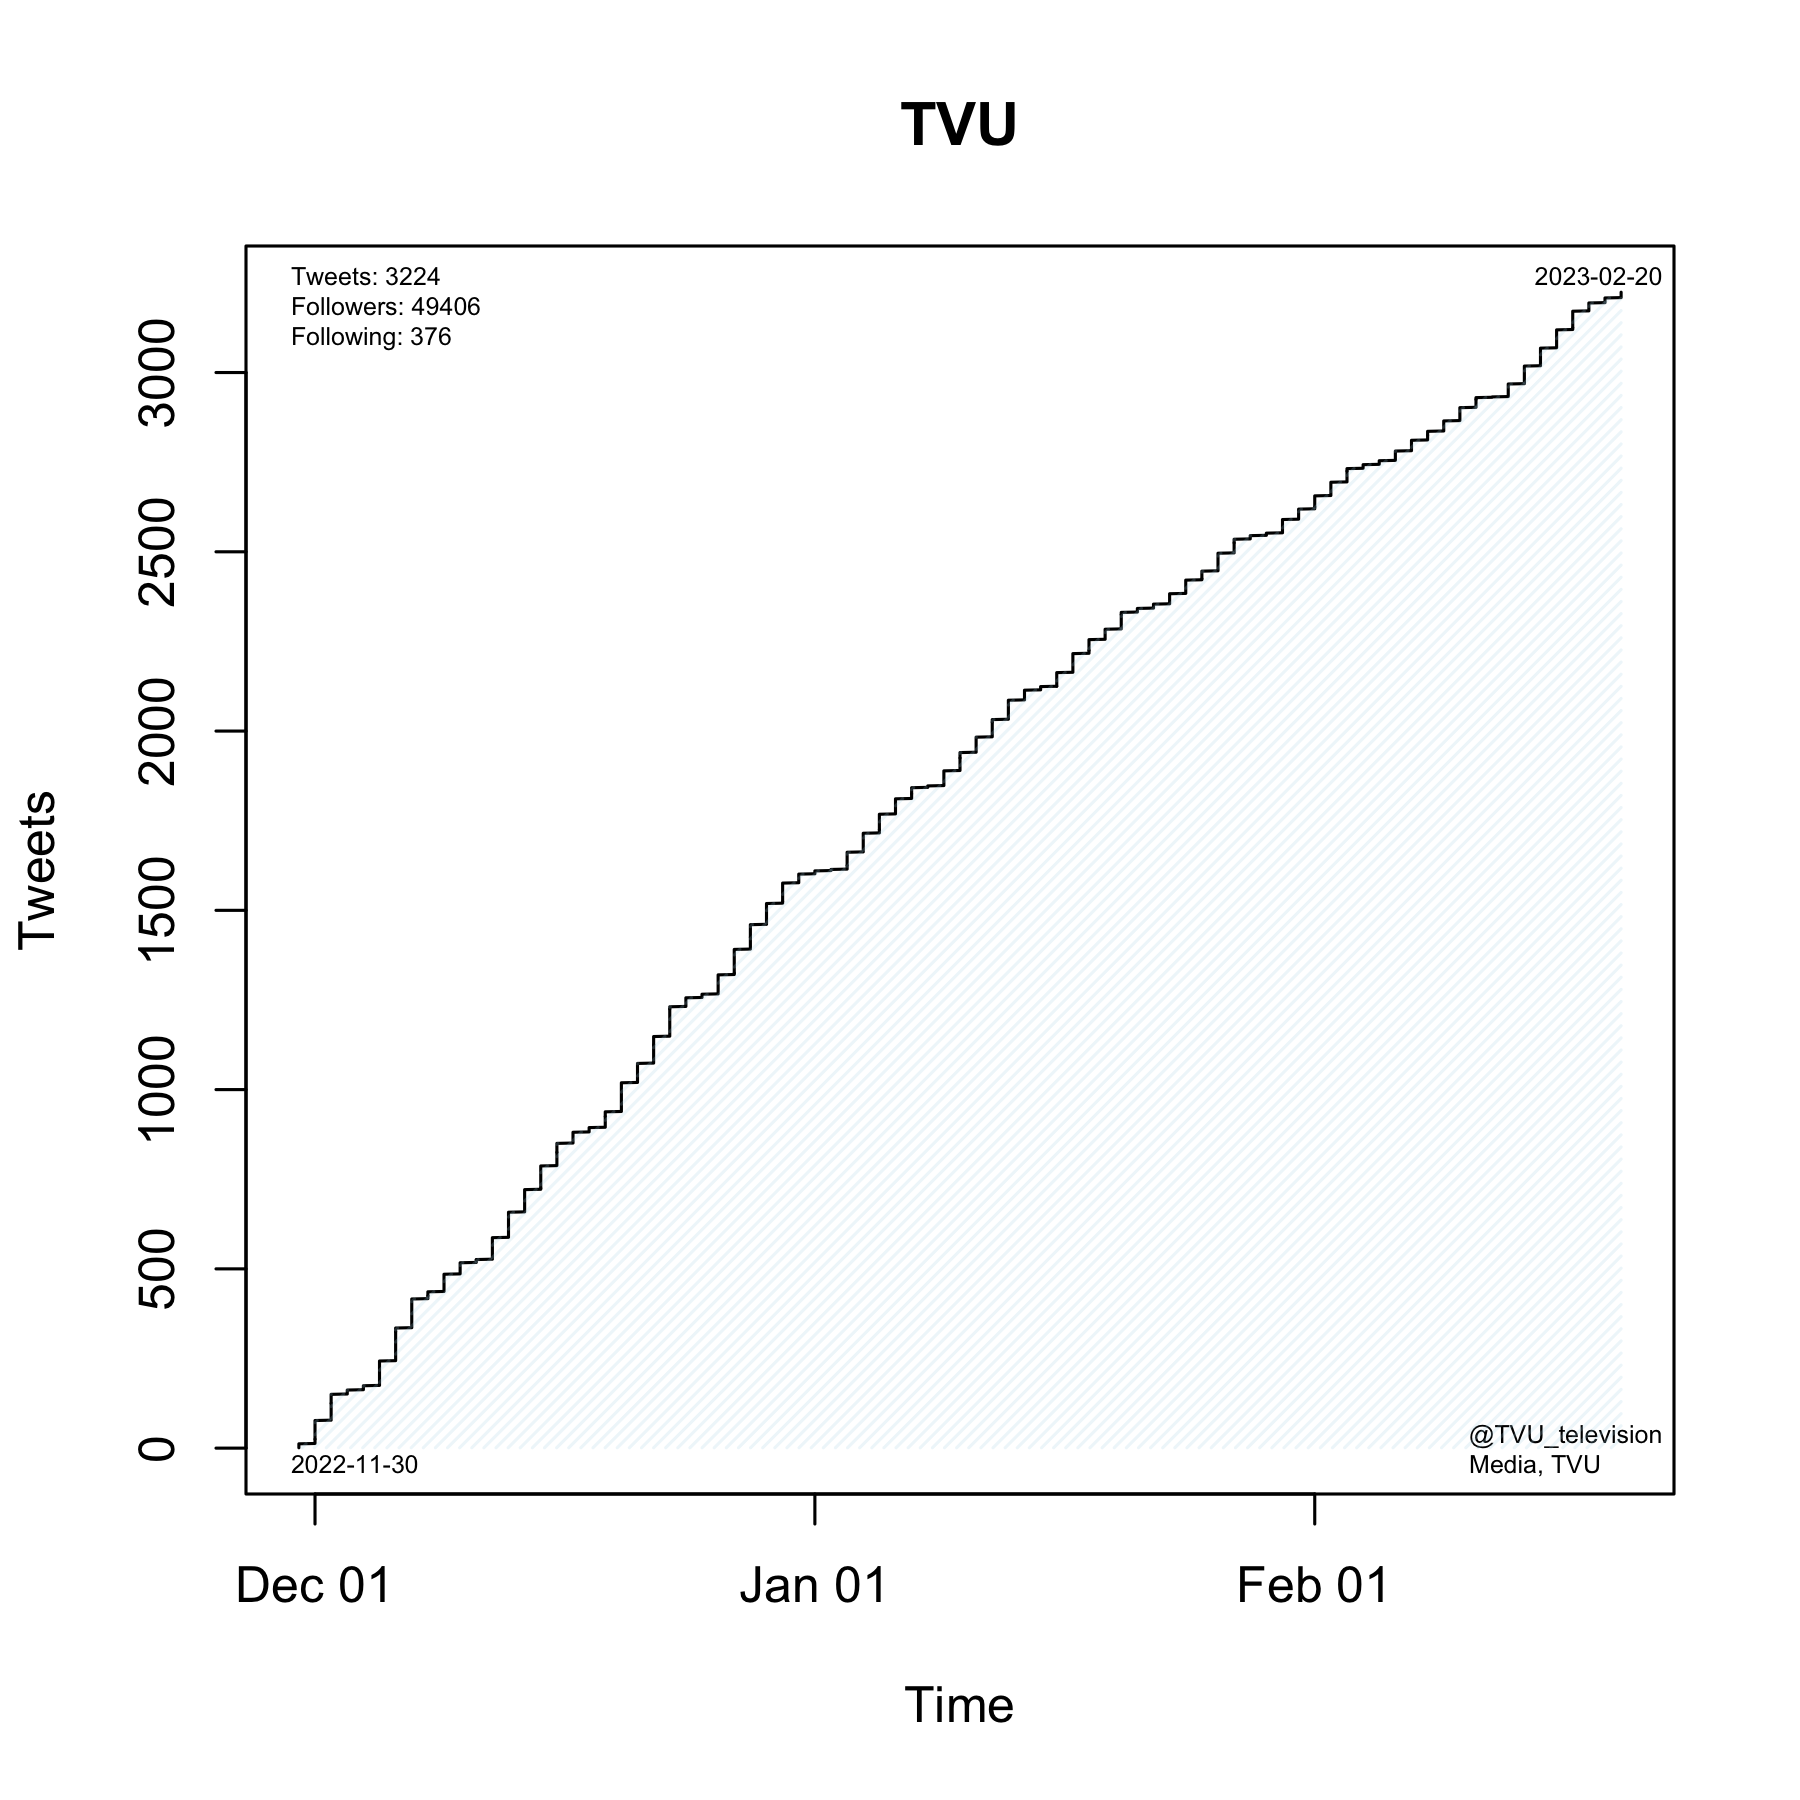 TVU
Tweets: 3224
Followers: 49406
Following: 376
2023-02-20
Tweets
3000
2500
2000
1500
1000
500
0
2022-11-30
@TVU_television
Media, TVU
Dec 01
Jan 01
Feb 01
Time